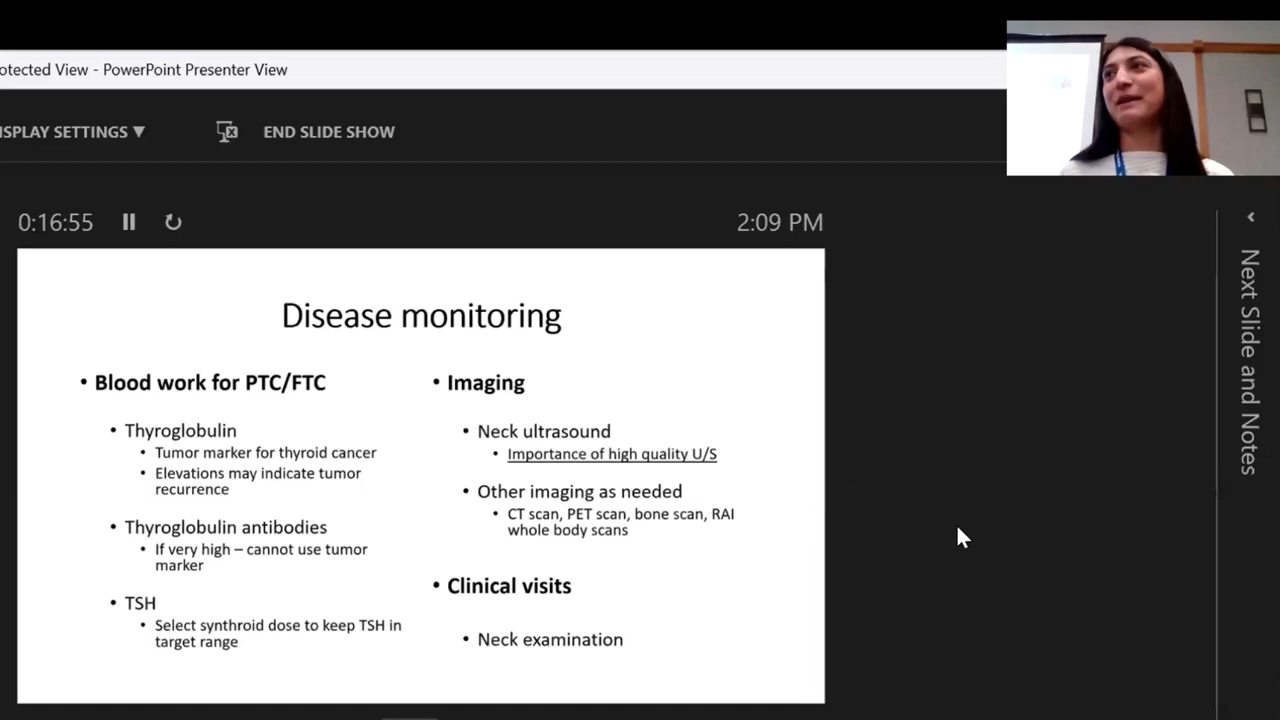 otected View - PowerPoint Presenter View
ISPLAY SETTINGS ▼
END SLIDE SHOW
0:16:55
2:09 PM
Disease monitoring
• Blood work for PTC/FTC
• Thyroglobulin
• Tumor marker for thyroid cancer
• Elevations may indicate tumor
recurrence
• Thyroglobulin antibodies
• If very high – cannot use tumor
marker
• TSH
• Select synthroid dose to keep TSH in
target range
• Imaging
• Neck ultrasound
• Importance of high quality U/S
• Other imaging as needed
• CT scan, PET scan, bone scan, RAI
whole body scans
• Clinical visits
• Neck examination
Next Slide and Notes